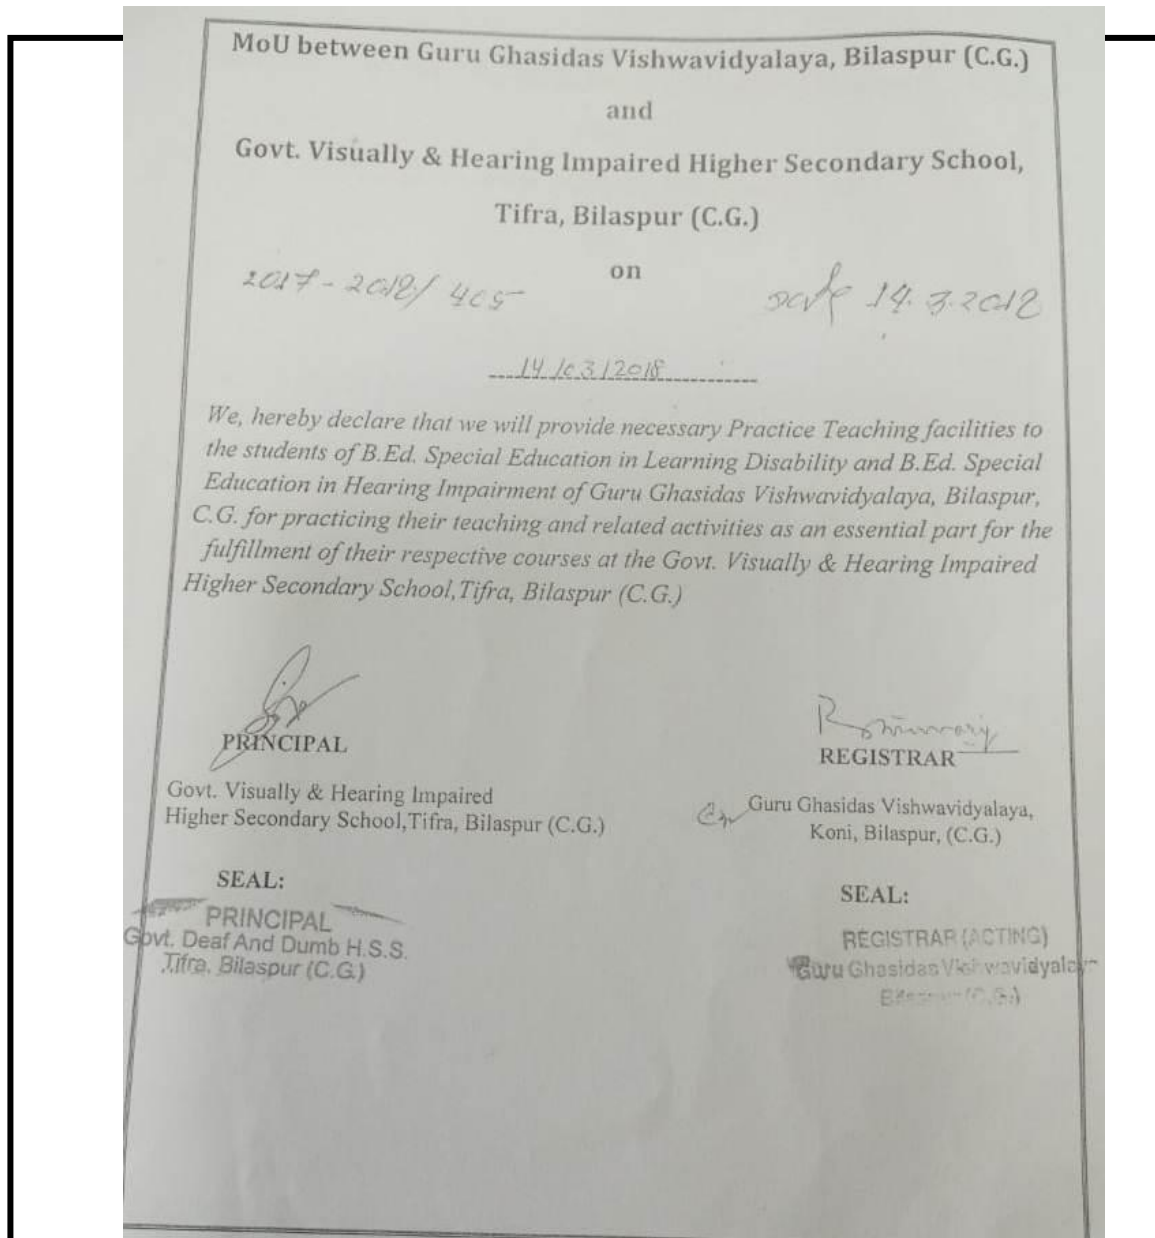 MoU between Guru Ghasidas Vishwavidyalaya, Bilaspur (C.G.)
and
Govt. Visually & Hearing Impaired Higher Secondary School,
Tifra, Bilaspur (C.G.)
on
2017-2018/405
14.3.2018
14/03/2018
We, hereby declare that we will provide necessary Practice Teaching facilities to
the students of B.Ed. Special Education in Learning Disability and B.Ed. Special
Education in Hearing Impairment of Guru Ghasidas Vishwavidyalaya, Bilaspur,
C.G. for practicing their teaching and related activities as an essential part for the
fulfillment of their respective courses at the Govt. Visually & Hearing Impaired
Higher Secondary School,Tifra, Bilaspur (C.G.)
PRINCIPAL
REGISTRAR
Govt. Visually & Hearing Impaired
Higher Secondary School,Tifra, Bilaspur (C.G.)
Guru Ghasidas Vishwavidyalaya,
Koni, Bilaspur, (C.G.)
SEAL:
PRINCIPAL
Govt. Deaf And Dumb H.S.S.
Tifra, Bilaspur (C.G.)
SEAL:
REGISTRAR (ACTING)
Guru Ghasidas Vishwavidyalaya
(C.G.)